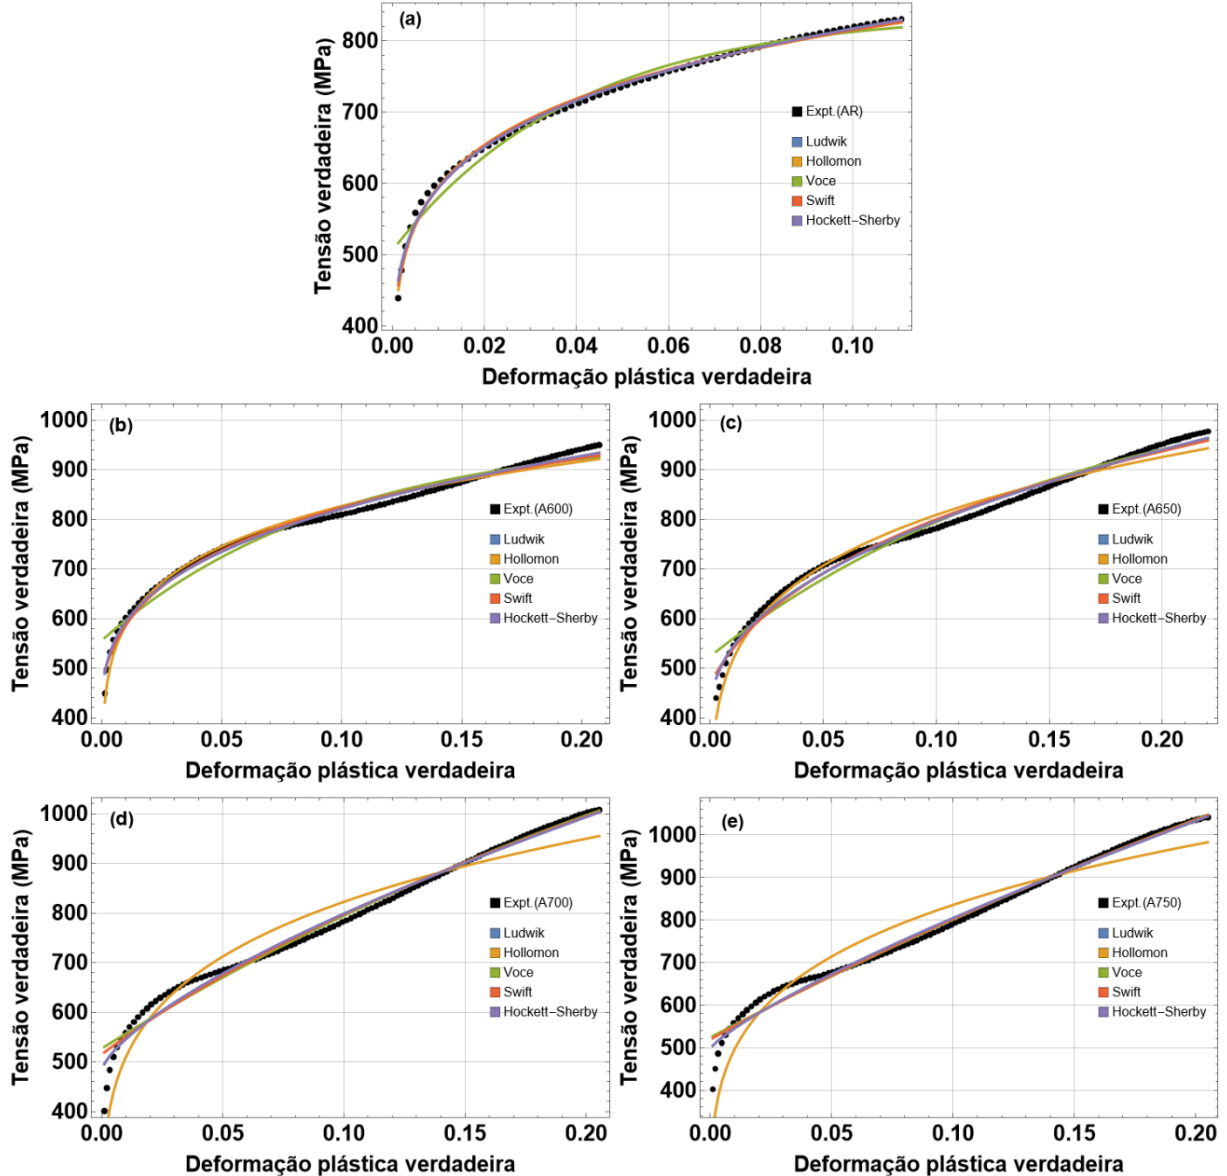 (a)
Tensão verdadeira (MPa)
800
700
600
500
400
Expt.(AR)
Ludwik
Hollomon
Voce
Swift
Hockett-Sherby
0.00 0.02 0.04 0.06 0.08 0.10
Deformação plástica verdadeira
(b)
Tensão verdadeira (MPa)
1000
900
800
700
600
500
400
Expt.(A600)
Ludwik
Hollomon
Voce
Swift
Hockett-Sherby
0.00 0.05 0.10 0.15 0.20
Deformação plástica verdadeira
(c)
Tensão verdadeira (MPa)
1000
900
800
700
600
500
400
Expt.(A650)
Ludwik
Hollomon
Voce
Swift
Hockett-Sherby
0.00 0.05 0.10 0.15 0.20
Deformação plástica verdadeira
(d)
Tensão verdadeira (MPa)
1000
900
800
700
600
500
400
Expt.(A700)
Ludwik
Hollomon
Voce
Swift
Hockett-Sherby
0.00 0.05 0.10 0.15 0.20
Deformação plástica verdadeira
(e)
Tensão verdadeira (MPa)
1000
900
800
700
600
500
400
Expt.(A750)
Ludwik
Hollomon
Voce
Swift
Hockett-Sherby
0.00 0.05 0.10 0.15 0.20
Deformação plástica verdadeira